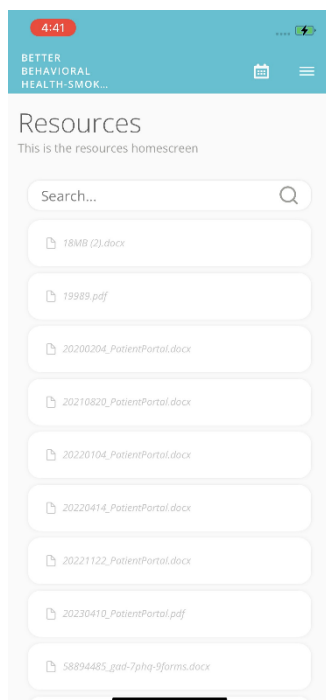 4:41
BETTER
BEHAVIORAL
HEALTH-SMOK...
Resources
This is the resources homescreen
Search...
18MB (2).docx
19989.pdf
20200204_PatientPortal.docx
20210820_PatientPortal.docx
20220104_PatientPortal.docx
20220414_PatientPortal.docx
20221122_PatientPortal.docx
20230410_PatientPortal.pdf
58894485_gad-7phq-9forms.docx